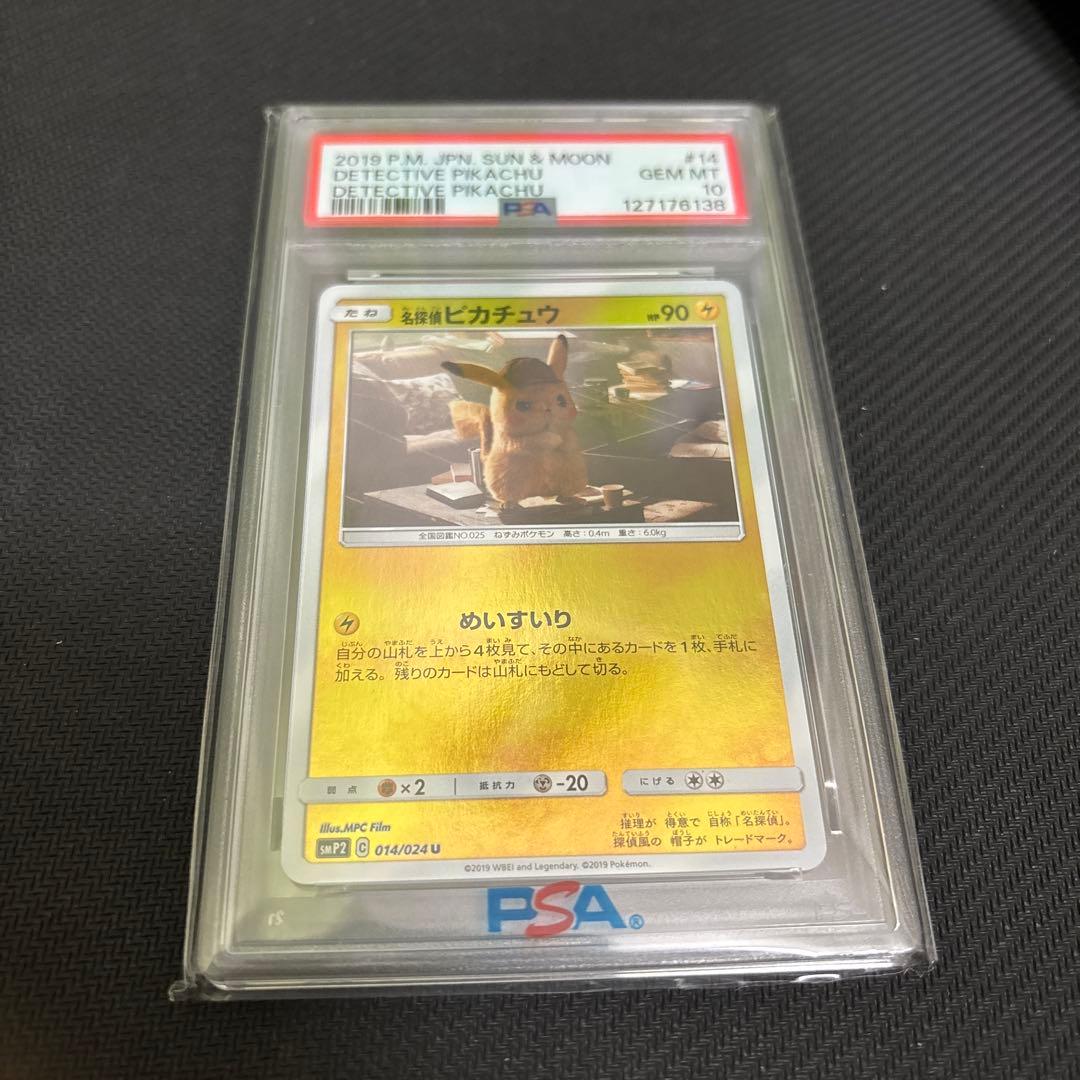 2019 P.M. JPN. SUN & MOON #14
DETECTIVE PIKACHU GEM MT
DETECTIVE PIKACHU 10
PSA 127176138
たね 名探偵ピカチュウ HP90
全国図鑑NO.025 ねずみポケモン 高さ:0.4m 重さ:6.0kg
めいすいり
自分の山札を上から4枚見て、その中にあるカードを1枚、手札に
加える。残りのカードは山札にもどして切る。
弱点 ×2 抵抗力 -20 にげる
Illus.MPC Film
推理が 得意で 自称「名探偵」。
探偵風の 帽子が トレードマーク。
SMP2 C 014/024 U
©2019 WBEI and Legendary. ©2019 Pokémon.
PSA®